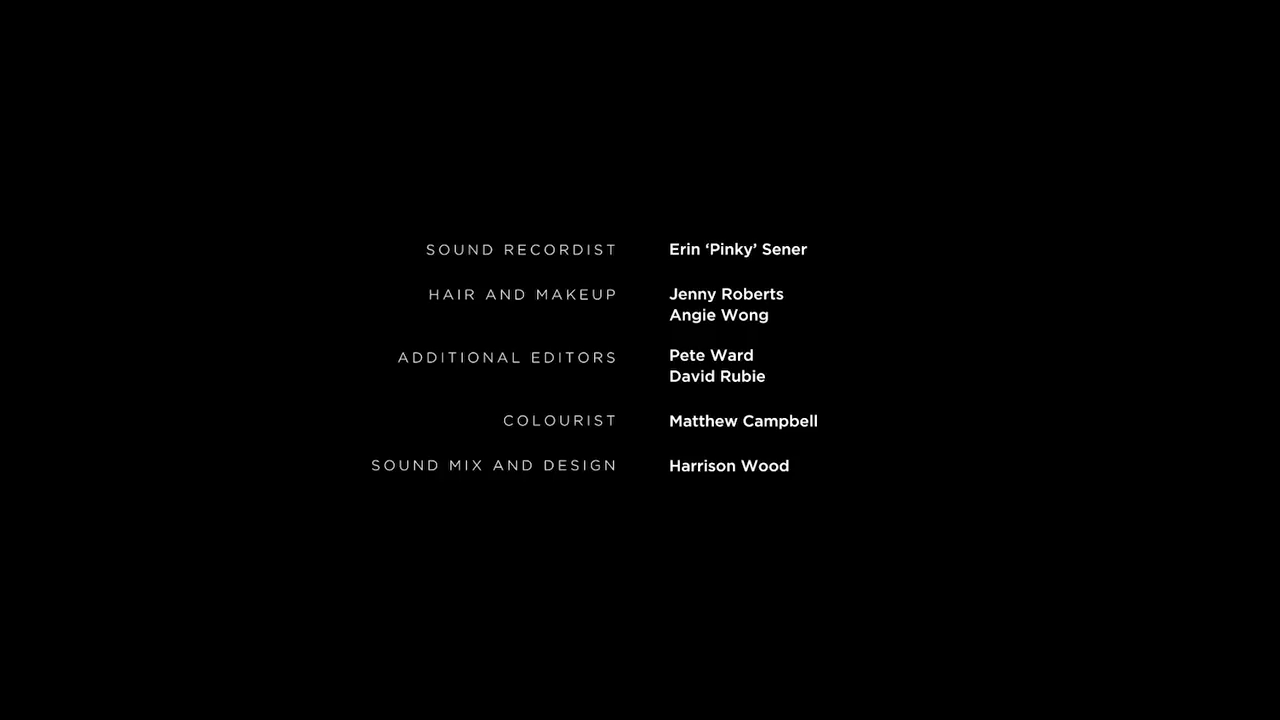 SOUND RECORDIST Erin ‘Pinky’ Sener
HAIR AND MAKEUP Jenny Roberts
Angie Wong
ADDITIONAL EDITORS Pete Ward
David Rubie
COLOURIST Matthew Campbell
SOUND MIX AND DESIGN Harrison Wood